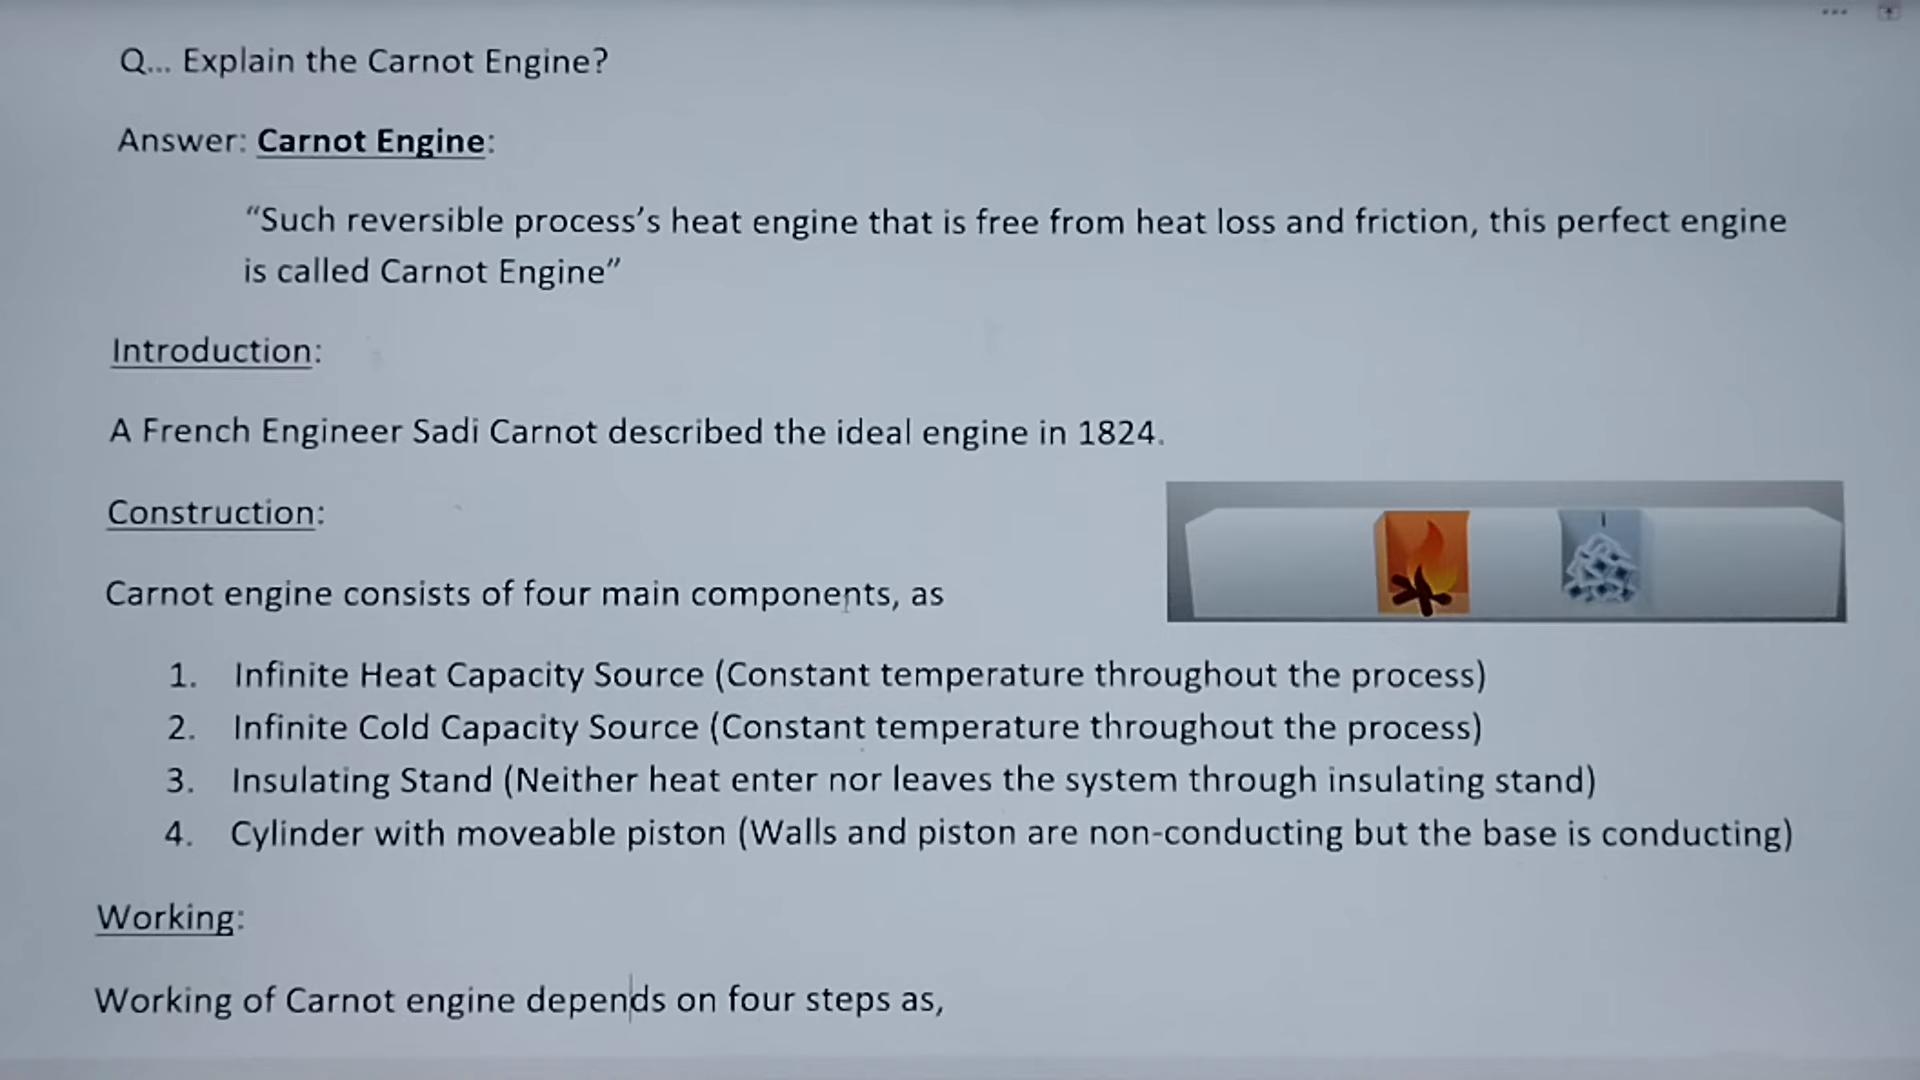 Q... Explain the Carnot Engine?
Answer: Carnot Engine:
“Such reversible process’s heat engine that is free from heat loss and friction, this perfect engine
is called Carnot Engine”
Introduction:
A French Engineer Sadi Carnot described the ideal engine in 1824.
Construction:
Carnot engine consists of four main components, as
1. Infinite Heat Capacity Source (Constant temperature throughout the process)
2. Infinite Cold Capacity Source (Constant temperature throughout the process)
3. Insulating Stand (Neither heat enter nor leaves the system through insulating stand)
4. Cylinder with moveable piston (Walls and piston are non-conducting but the base is conducting)
Working:
Working of Carnot engine depends on four steps as,